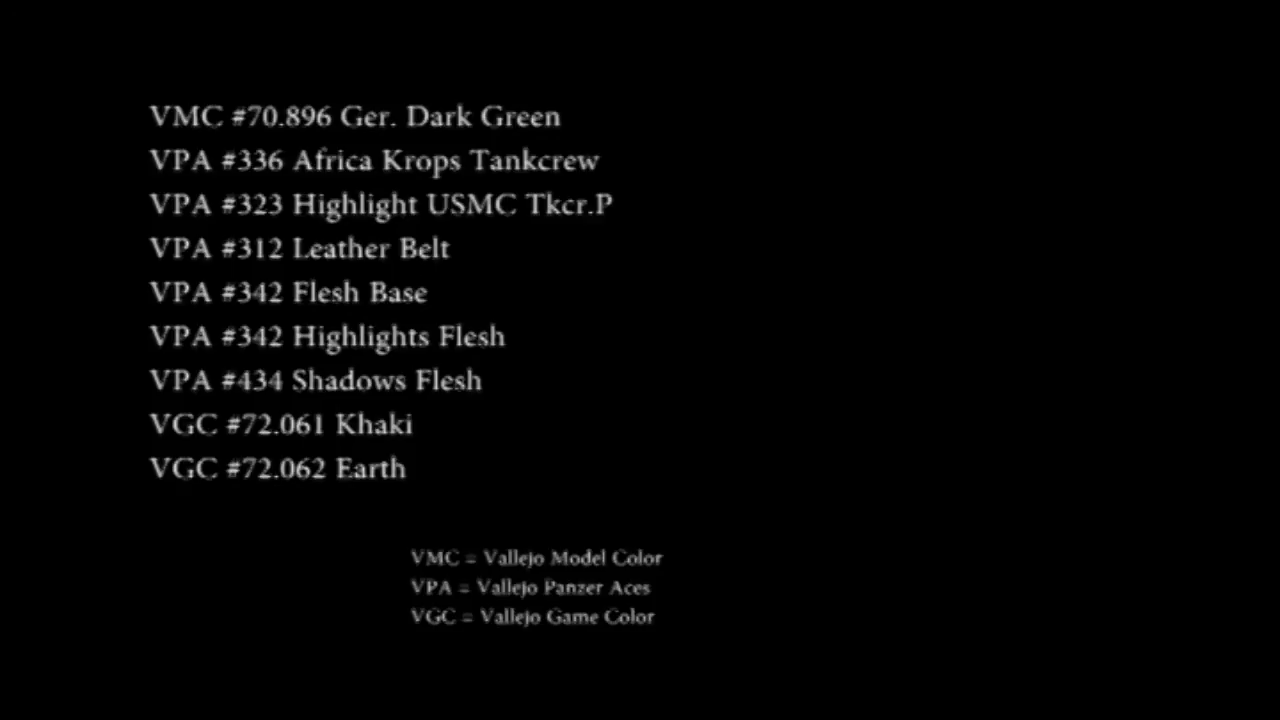 VMC #70.896 Ger. Dark Green
VPA #336 Africa Krops Tankcrew
VPA #323 Highlight USMC Tkcr.P
VPA #312 Leather Belt
VPA #342 Flesh Base
VPA #342 Highlights Flesh
VPA #434 Shadows Flesh
VGC #72.061 Khaki
VGC #72.062 Earth
VMC = Vallejo Model Color
VPA = Vallejo Panzer Aces
VGC = Vallejo Game Color